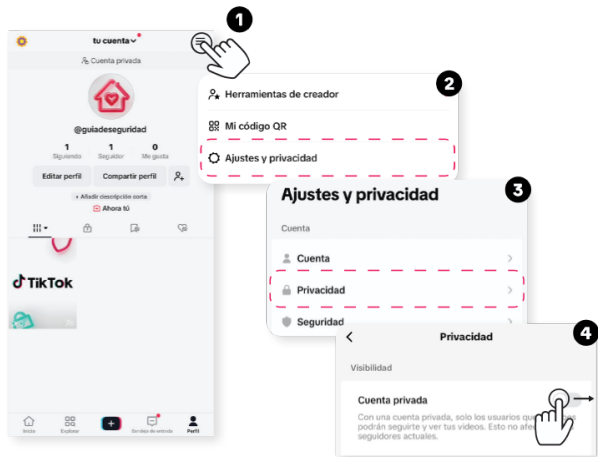 1
tu cuenta
Cuenta privada
@guiadeseguridad
1 1 0
Siguiendo Seguidor Me gusta
Editar perfil Compartir perfil
+ Añadir descripción corta
Ahora tú
TikTok
Inicio Explorar Bandeja de entrada Perfil
2
Herramientas de creador
Mi código QR
Ajustes y privacidad
3
Ajustes y privacidad
Cuenta
Cuenta
Privacidad
Seguridad
4
Privacidad
Visibilidad
Cuenta privada
Con una cuenta privada, solo los usuarios que
podrán seguirte y ver tus videos. Esto no
seguidores actuales.